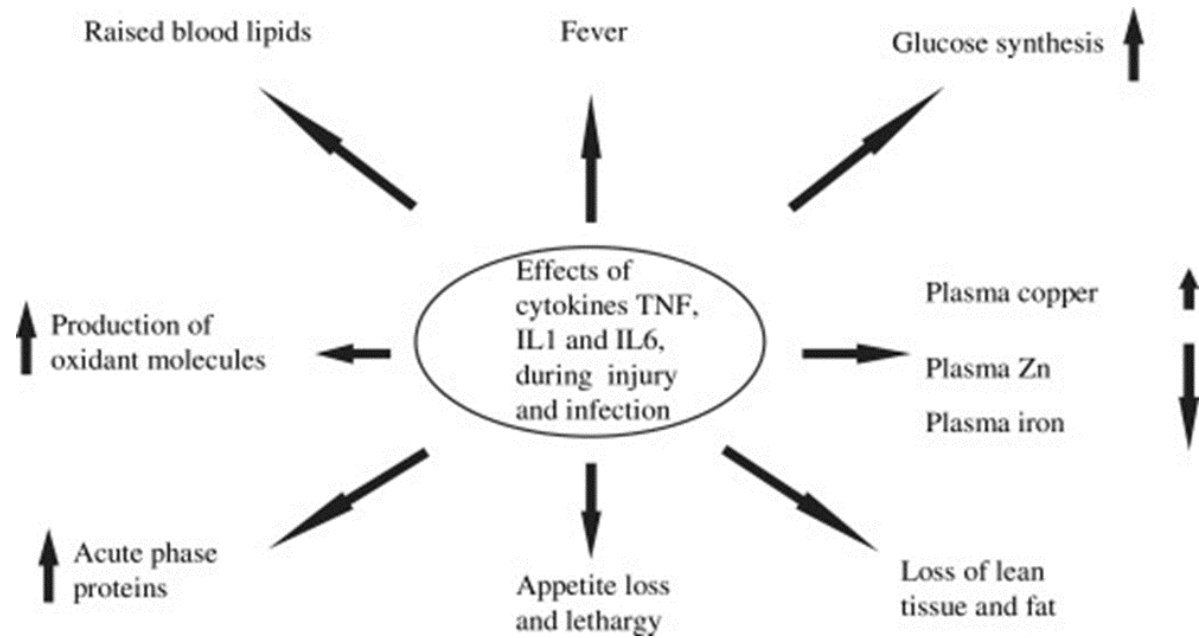 Raised blood lipids
Fever
Glucose synthesis
Effects of
cytokines TNF,
IL1 and IL6,
during injury
and infection
Plasma copper
Plasma Zn
Plasma iron
Production of
oxidant molecules
Acute phase
proteins
Appetite loss
and lethargy
Loss of lean
tissue and fat